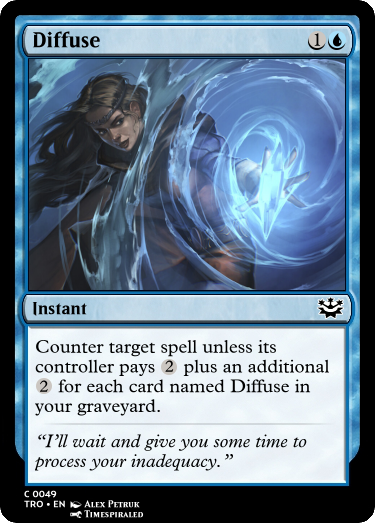 Diffuse 1
Instant
Counter target spell unless its
controller pays 2 plus an additional
2 for each card named Diffuse in
your graveyard.
“I’ll wait and give you some time to
process your inadequacy.”
C 0049
TRO • EN Alex Petruk
Timespiraled